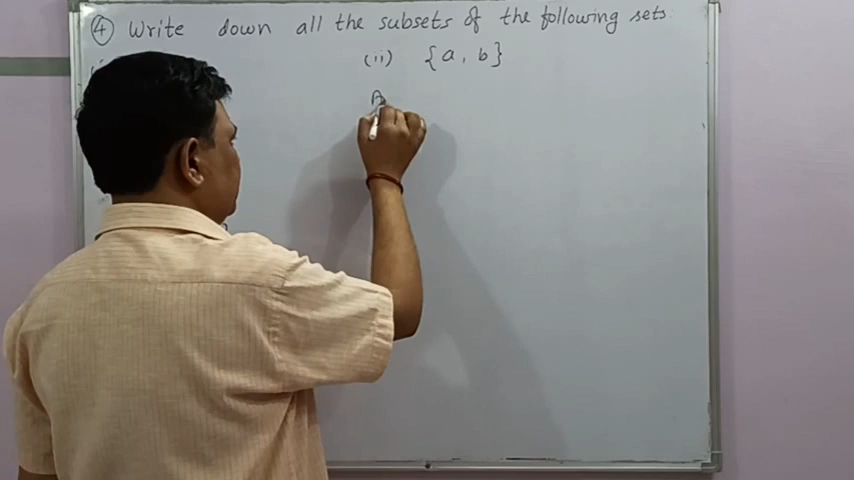 ④ Write down all the subsets of the following sets
(ii) {a, b}
A